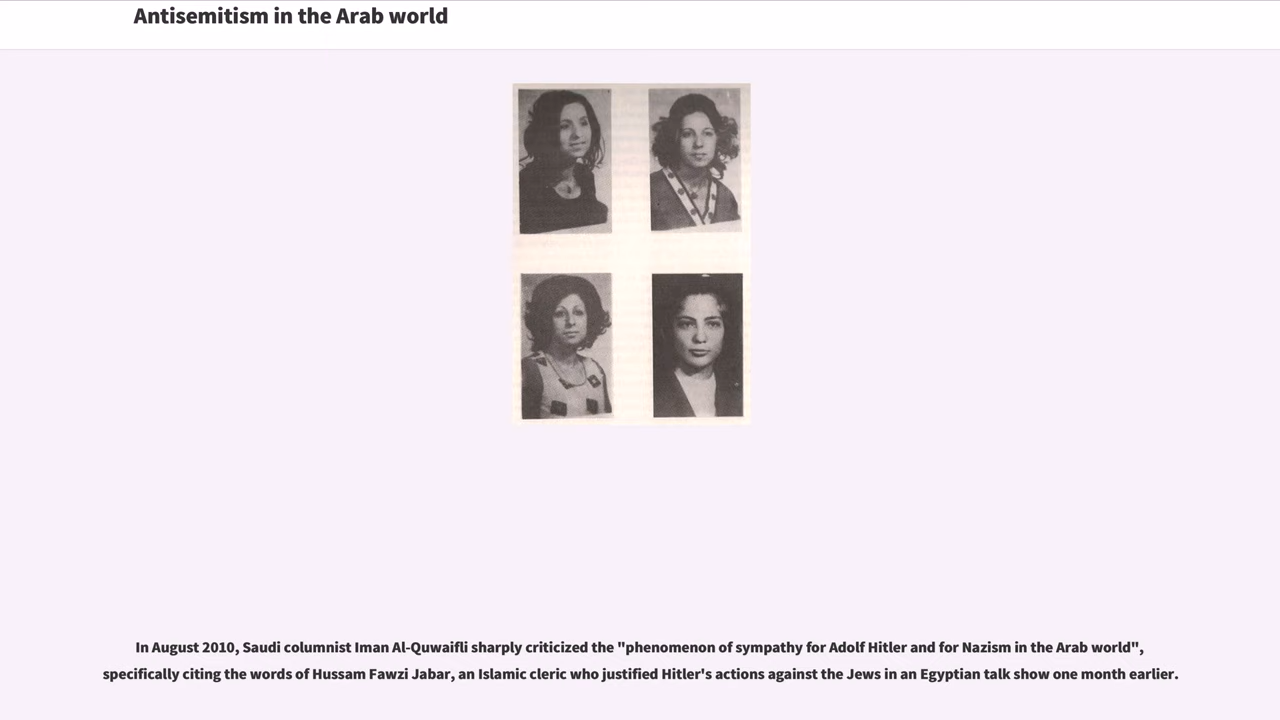 Antisemitism in the Arab world
In August 2010, Saudi columnist Iman Al-Quwaifli sharply criticized the "phenomenon of sympathy for Adolf Hitler and for Nazism in the Arab world",
specifically citing the words of Hussam Fawzi Jabar, an Islamic cleric who justified Hitler's actions against the Jews in an Egyptian talk show one month earlier.